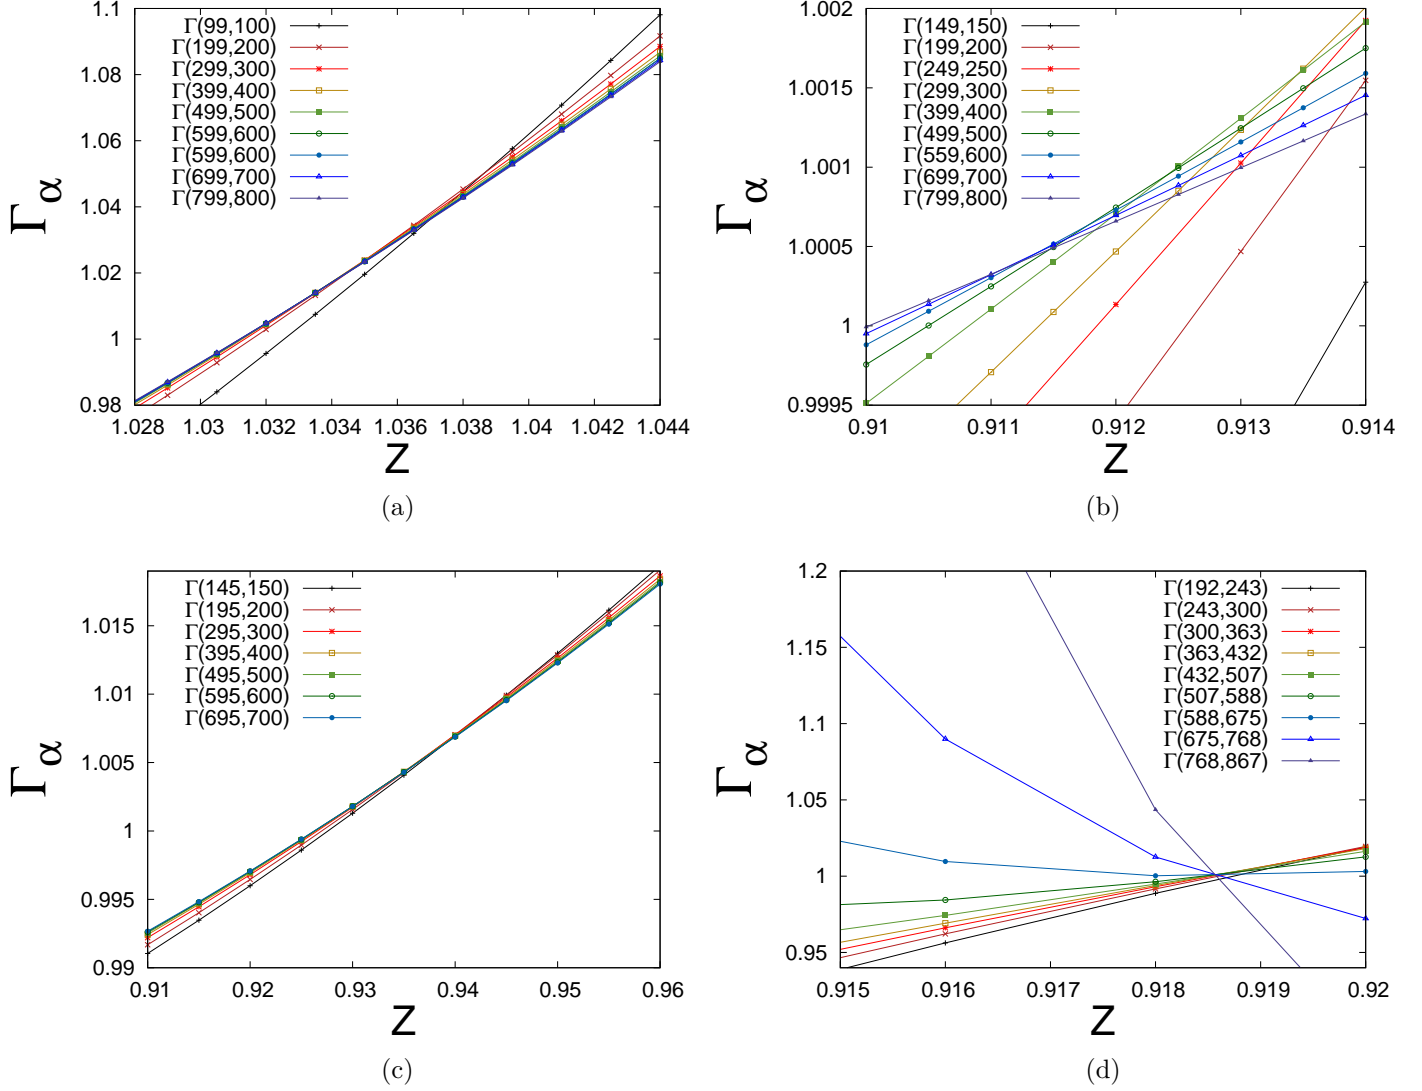 1.1
1.08
1.06
1.04
1.02
1
0.98
Γα
Γ(99,100)
Γ(199,200)
Γ(299,300)
Γ(399,400)
Γ(499,500)
Γ(599,600)
Γ(599,600)
Γ(699,700)
Γ(799,800)
1.028 1.03 1.032 1.034 1.036 1.038 1.04 1.042 1.044
Z
(a)
1.002
1.0015
1.001
1.0005
1
0.9995
Γα
Γ(149,150)
Γ(199,200)
Γ(249,250)
Γ(299,300)
Γ(399,400)
Γ(499,500)
Γ(559,600)
Γ(699,700)
Γ(799,800)
0.91 0.911 0.912 0.913 0.914
Z
(b)
1.015
1.01
1.005
1
0.995
0.99
Γα
Γ(145,150)
Γ(195,200)
Γ(295,300)
Γ(395,400)
Γ(495,500)
Γ(595,600)
Γ(695,700)
0.91 0.92 0.93 0.94 0.95 0.96
Z
(c)
1.2
1.15
1.1
1.05
1
0.95
Γα
Γ(192,243)
Γ(243,300)
Γ(300,363)
Γ(363,432)
Γ(432,507)
Γ(507,588)
Γ(588,675)
Γ(675,768)
Γ(768,867)
0.915 0.916 0.917 0.918 0.919 0.92
Z
(d)